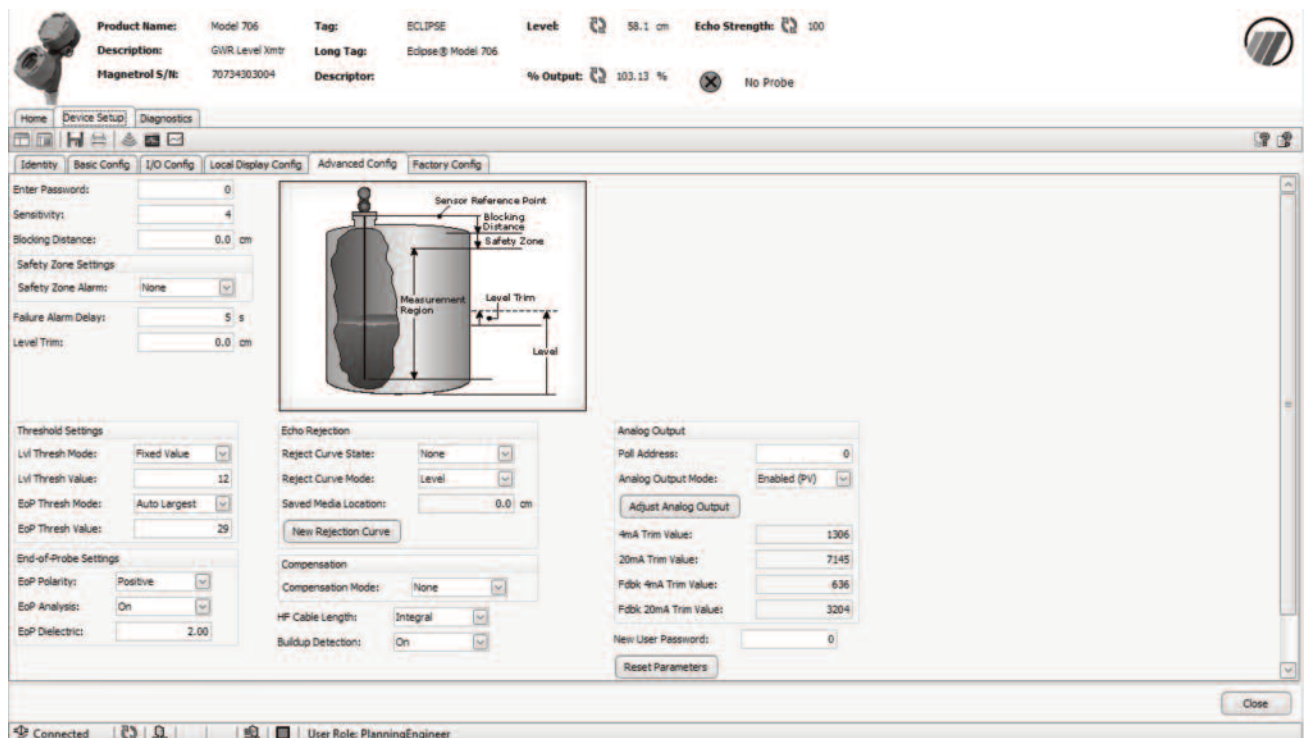 Product Name: Model 706 Tag: ECLIPSE Level: 58.1 cm Echo Strength: 100
Description: GWR Level Xmtr Long Tag: Eclipse® Model 706
Magnetrol S/N: 70734303004 Descriptor: % Output: 103.13 % No Probe
Home Device Setup Diagnostics
Identity Basic Config I/O Config Local Display Config Advanced Config Factory Config
Enter Password: 0
Sensitivity: 4
Blocking Distance: 0.0 cm
Safety Zone Settings
Safety Zone Alarm: None
Failure Alarm Delay: 5 s
Level Trim: 0.0 cm
Sensor Reference Point
Blocking
Distance
Safety Zone
Measurement
Region
Level Trim
Level
Threshold Settings
Lvl Thresh Mode: Fixed Value
Lvl Thresh Value: 12
EoP Thresh Mode: Auto Largest
EoP Thresh Value: 29
End-of-Probe Settings
EoP Polarity: Positive
EoP Analysis: On
EoP Dielectric: 2.00
Echo Rejection
Reject Curve State: None
Reject Curve Mode: Level
Saved Media Location: 0.0 cm
New Rejection Curve
Compensation
Compensation Mode: None
HF Cable Length: Integral
Buildup Detection: On
Analog Output
Poll Address: 0
Analog Output Mode: Enabled (PV)
Adjust Analog Output
4mA Trim Value: 1306
20mA Trim Value: 7145
Fdbk 4mA Trim Value: 636
Fdbk 20mA Trim Value: 3204
New User Password: 0
Reset Parameters
Close
Connected User Role: PlanningEngineer